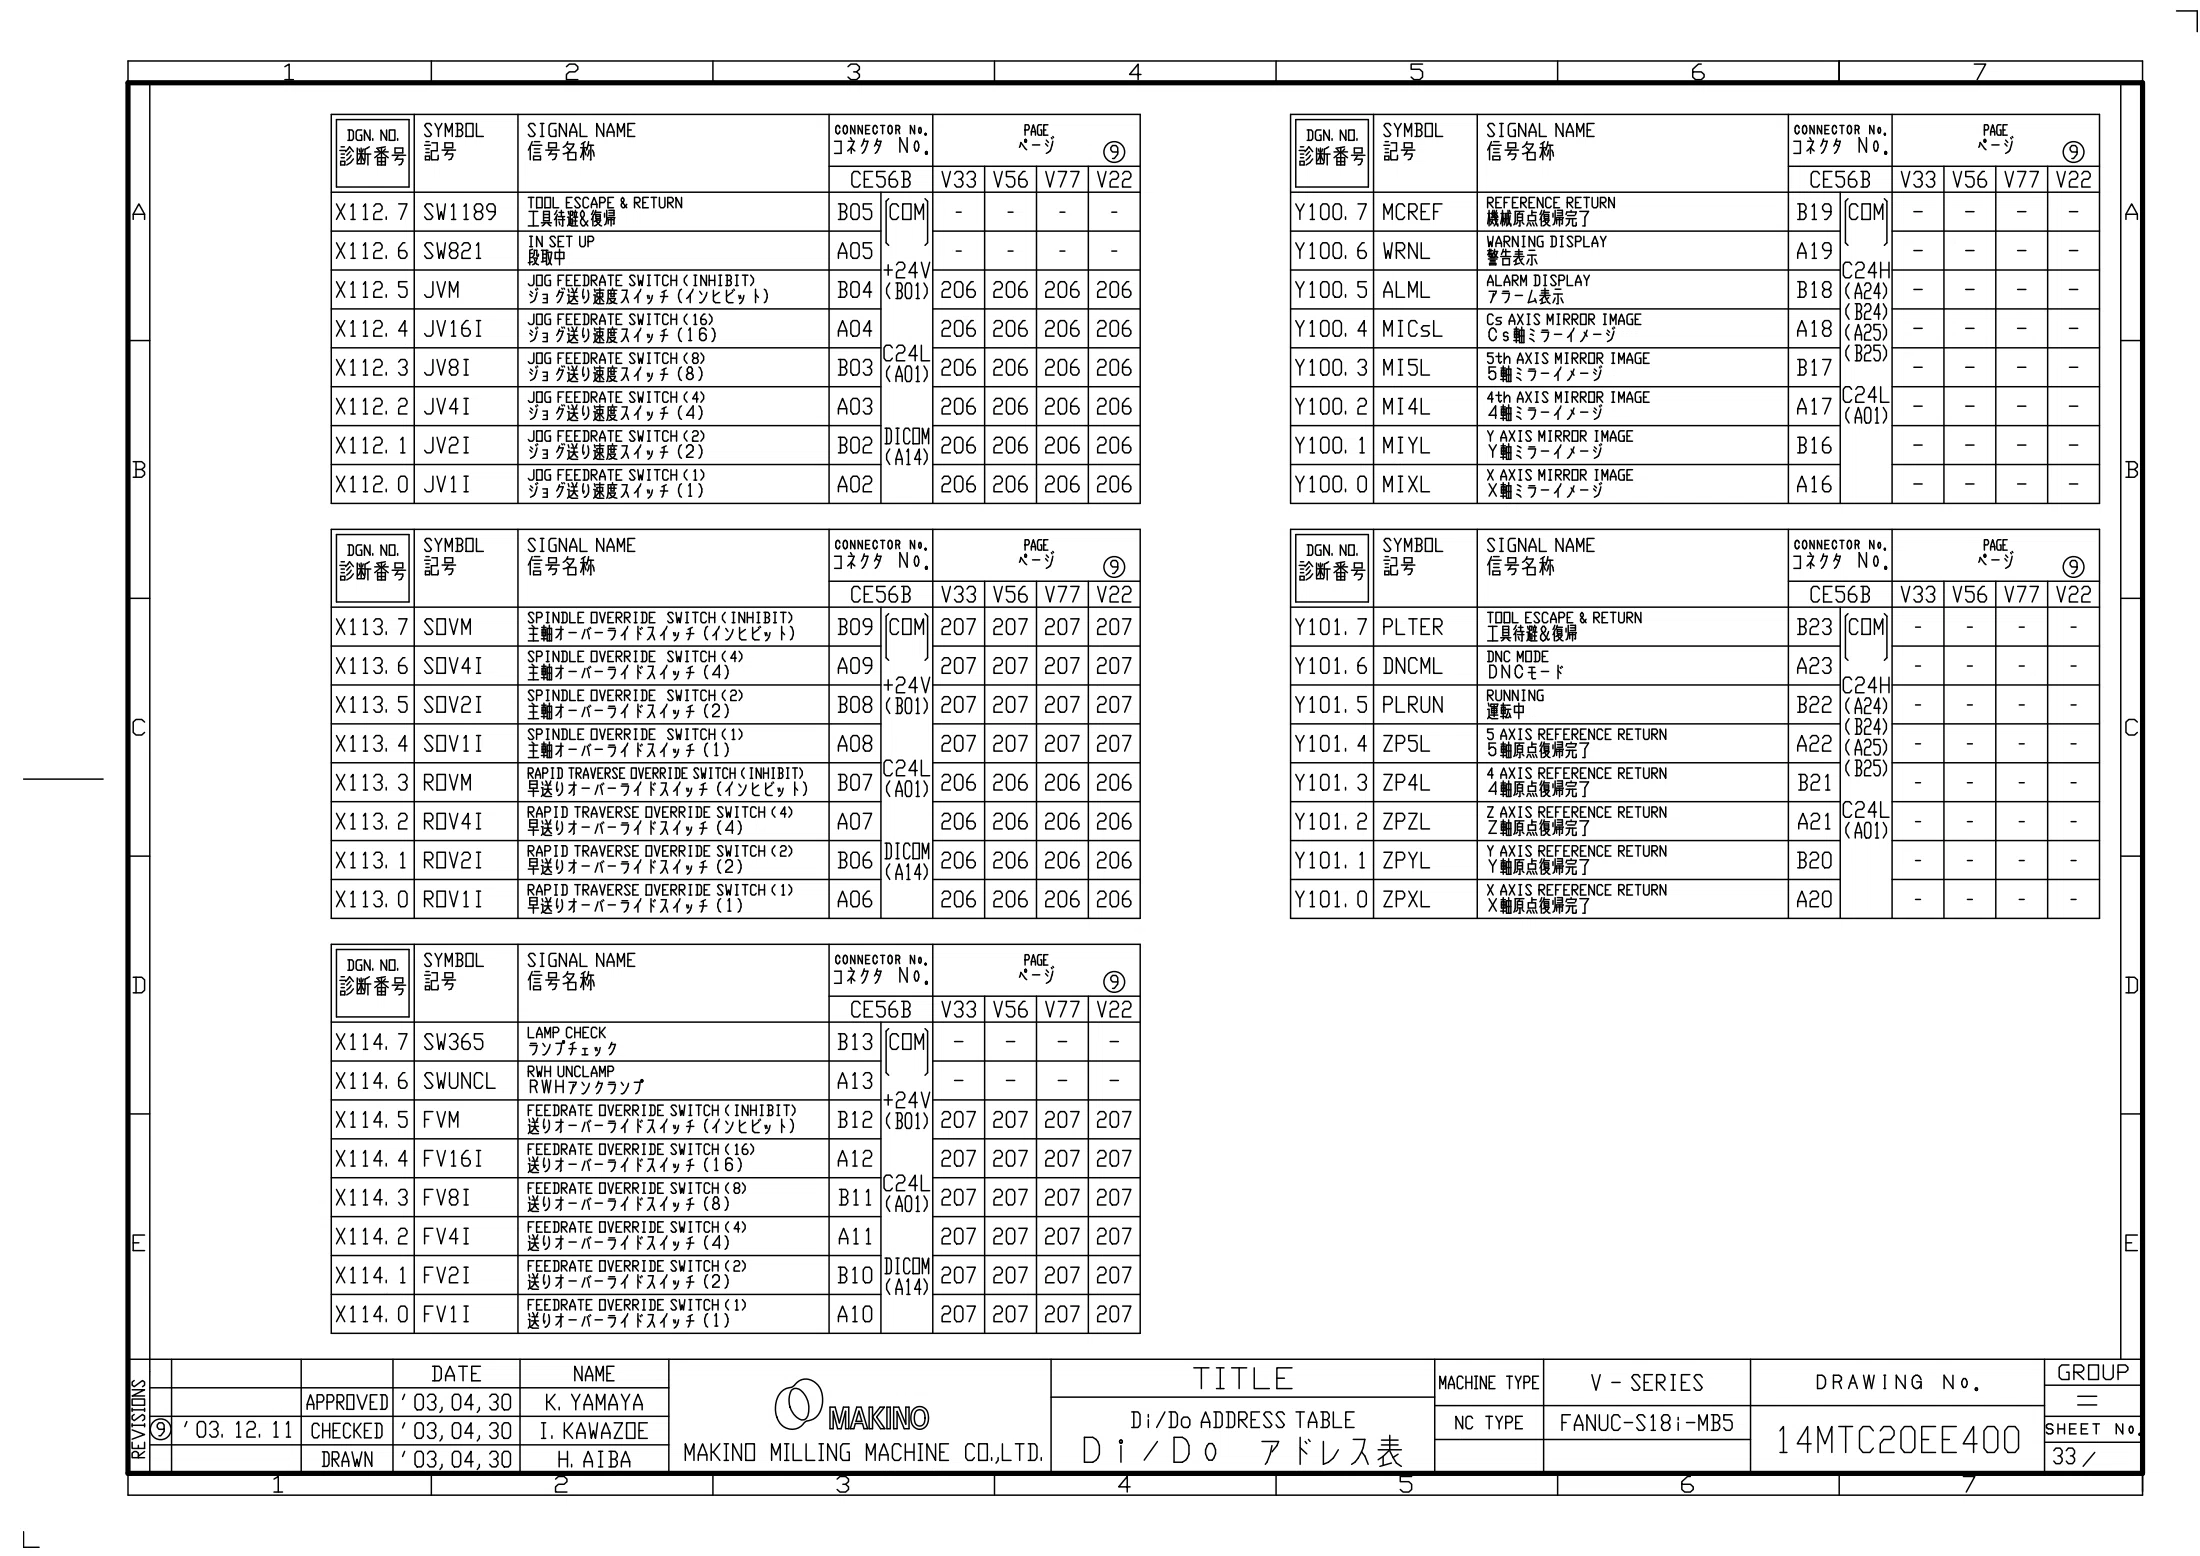 1 2 3 4 5 6 7
A
B
C
D
E
DGN. NO. SYMBOL SIGNAL NAME CONNECTOR No. PAGE
診断番号 記号 信号名称 コネクタ No. ページ ⑨
CE56B V33 V56 V77 V22
X112.7 SW1189 TOOL ESCAPE & RETURN B05 [COM] - - - -
工具待避&復帰
X112.6 SW821 IN SET UP A05 - - - -
段取中
+24V
X112.5 JVM JOG FEEDRATE SWITCH(INHIBIT) B04 (B01) 206 206 206 206
ジョグ送り速度スイッチ(インヒビット)
X112.4 JV16I JOG FEEDRATE SWITCH(16) A04 206 206 206 206
ジョグ送り速度スイッチ(16)
C24L
X112.3 JV8I JOG FEEDRATE SWITCH(8) B03 (A01) 206 206 206 206
ジョグ送り速度スイッチ(8)
X112.2 JV4I JOG FEEDRATE SWITCH(4) A03 206 206 206 206
ジョグ送り速度スイッチ(4)
X112.1 JV2I JOG FEEDRATE SWITCH(2) B02 DICOM 206 206 206 206
ジョグ送り速度スイッチ(2) (A14)
X112.0 JV1I JOG FEEDRATE SWITCH(1) A02 206 206 206 206
ジョグ送り速度スイッチ(1)
DGN. NO. SYMBOL SIGNAL NAME CONNECTOR No. PAGE
診断番号 記号 信号名称 コネクタ No. ページ ⑨
CE56B V33 V56 V77 V22
X113.7 SOVM SPINDLE OVERRIDE SWITCH(INHIBIT) B09 [COM] 207 207 207 207
主軸オーバーライドスイッチ(インヒビット)
X113.6 SOV4I SPINDLE OVERRIDE SWITCH(4) A09 207 207 207 207
主軸オーバーライドスイッチ(4)
+24V
X113.5 SOV2I SPINDLE OVERRIDE SWITCH(2) B08 (B01) 207 207 207 207
主軸オーバーライドスイッチ(2)
X113.4 SOV1I SPINDLE OVERRIDE SWITCH(1) A08 207 207 207 207
主軸オーバーライドスイッチ(1)
C24L
X113.3 ROVM RAPID TRAVERSE OVERRIDE SWITCH(INHIBIT) B07 (A01) 206 206 206 206
早送りオーバーライドスイッチ(インヒビット)
X113.2 ROV4I RAPID TRAVERSE OVERRIDE SWITCH(4) A07 206 206 206 206
早送りオーバーライドスイッチ(4)
X113.1 ROV2I RAPID TRAVERSE OVERRIDE SWITCH(2) B06 DICOM 206 206 206 206
早送りオーバーライドスイッチ(2) (A14)
X113.0 ROV1I RAPID TRAVERSE OVERRIDE SWITCH(1) A06 206 206 206 206
早送りオーバーライドスイッチ(1)
DGN. NO. SYMBOL SIGNAL NAME CONNECTOR No. PAGE
診断番号 記号 信号名称 コネクタ No. ページ ⑨
CE56B V33 V56 V77 V22
X114.7 SW365 LAMP CHECK B13 [COM] - - - -
ランプチェック
X114.6 SWUNCL RWH UNCLAMP A13 - - - -
RWHアンクランプ
+24V
X114.5 FVM FEEDRATE OVERRIDE SWITCH(INHIBIT) B12 (B01) 207 207 207 207
送りオーバーライドスイッチ(インヒビット)
X114.4 FV16I FEEDRATE OVERRIDE SWITCH(16) A12 207 207 207 207
送りオーバーライドスイッチ(16)
C24L
X114.3 FV8I FEEDRATE OVERRIDE SWITCH(8) B11 (A01) 207 207 207 207
送りオーバーライドスイッチ(8)
X114.2 FV4I FEEDRATE OVERRIDE SWITCH(4) A11 207 207 207 207
送りオーバーライドスイッチ(4)
X114.1 FV2I FEEDRATE OVERRIDE SWITCH(2) B10 DICOM 207 207 207 207
送りオーバーライドスイッチ(2) (A14)
X114.0 FV1I FEEDRATE OVERRIDE SWITCH(1) A10 207 207 207 207
送りオーバーライドスイッチ(1)
DGN. NO. SYMBOL SIGNAL NAME CONNECTOR No. PAGE
診断番号 記号 信号名称 コネクタ No. ページ ⑨
CE56B V33 V56 V77 V22
Y100.7 MCREF REFERENCE RETURN B19 [COM] - - - -
機械原点復帰完了
Y100.6 WRNL WARNING DISPLAY A19 - - - -
警告表示
C24H
Y100.5 ALML ALARM DISPLAY B18 (A24) - - - -
アラーム表示 (B24)
Y100.4 MICsL Cs AXIS MIRROR IMAGE A18 (A25) - - - -
Cs軸ミラーイメージ
(B25)
Y100.3 MI5L 5th AXIS MIRROR IMAGE B17 - - - -
5軸ミラーイメージ
C24L
Y100.2 MI4L 4th AXIS MIRROR IMAGE A17 (A01) - - - -
4軸ミラーイメージ
Y100.1 MIYL Y AXIS MIRROR IMAGE B16 - - - -
Y軸ミラーイメージ
Y100.0 MIXL X AXIS MIRROR IMAGE A16 - - - -
X軸ミラーイメージ
DGN. NO. SYMBOL SIGNAL NAME CONNECTOR No. PAGE
診断番号 記号 信号名称 コネクタ No. ページ ⑨
CE56B V33 V56 V77 V22
Y101.7 PLTER TOOL ESCAPE & RETURN B23 [COM] - - - -
工具待避&復帰
Y101.6 DNCML DNC MODE A23 - - - -
DNCモード
C24H
Y101.5 PLRUN RUNNING B22 (A24) - - - -
運転中 (B24)
Y101.4 ZP5L 5 AXIS REFERENCE RETURN A22 (A25) - - - -
5軸原点復帰完了
(B25)
Y101.3 ZP4L 4 AXIS REFERENCE RETURN B21 - - - -
4軸原点復帰完了
C24L
Y101.2 ZPZL Z AXIS REFERENCE RETURN A21 (A01) - - - -
Z軸原点復帰完了
Y101.1 ZPYL Y AXIS REFERENCE RETURN B20 - - - -
Y軸原点復帰完了
Y101.0 ZPXL X AXIS REFERENCE RETURN A20 - - - -
X軸原点復帰完了
A
B
C
D
E
REVISIONS
DATE NAME
APPROVED '03,04,30 K. YAMAYA
⑨ '03.12.11 CHECKED '03,04,30 I. KAWAZOE
DRAWN '03,04,30 H. AIBA
MAKINO
MAKINO MILLING MACHINE CO.,LTD.
TITLE
Di/Do ADDRESS TABLE
Di/Do アドレス表
MACHINE TYPE V - SERIES
NC TYPE FANUC-S18i-MB5
DRAWING No.
14MTC20EE400
GROUP
=
SHEET No.
33/
1 2 3 4 5 6 7